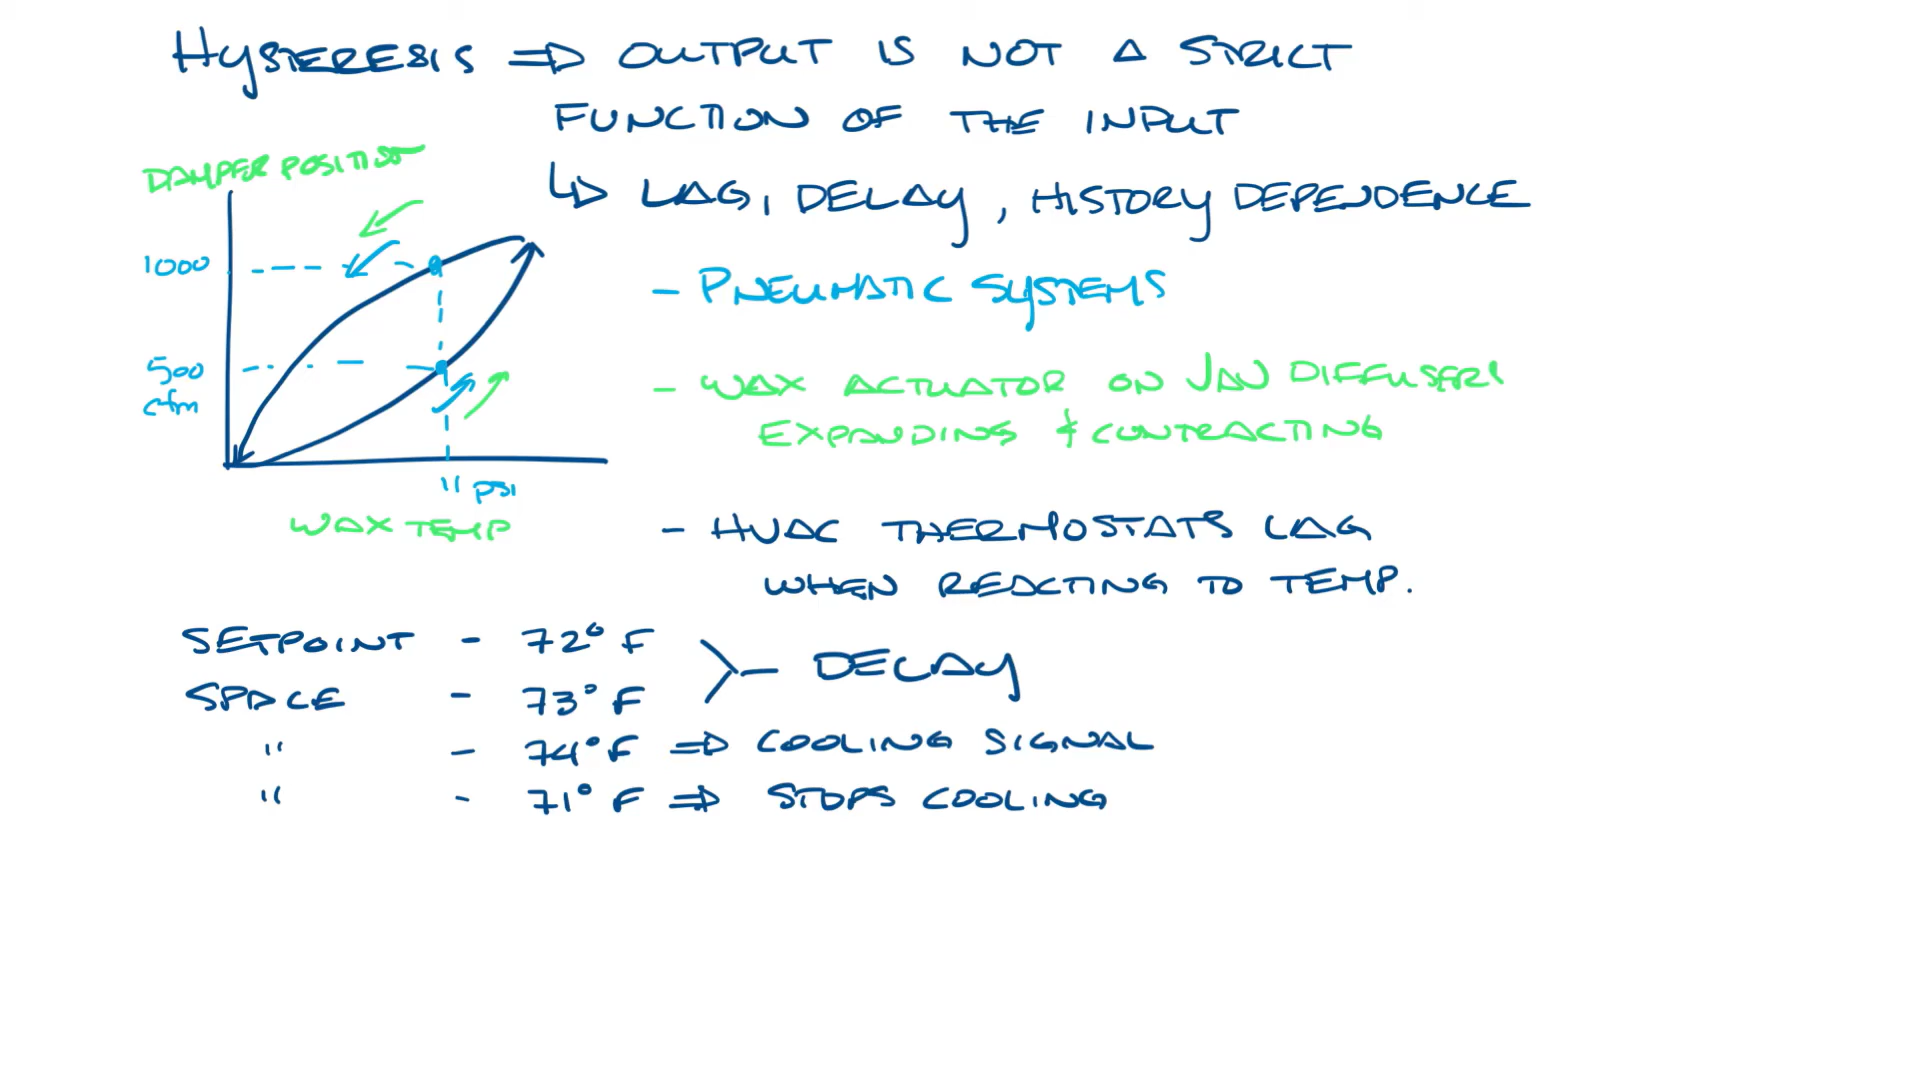 HYSTERESIS ⇒ OUTPUT IS NOT A STRICT
FUNCTION OF THE INPUT
↳ LAG, DELAY, HISTORY DEPENDENCE
DAMPER POSITION
1000
500
cfm
11 psi
WAX TEMP
- PNEUMATIC SYSTEMS
- WAX ACTUATOR ON VAV DIFFUSERS
EXPANDING & CONTRACTING
- HVAC THERMOSTATS LAG
WHEN REACTING TO TEMP.
SETPOINT - 72° F
SPACE - 73° F
>- DELAY
" - 74° F ⇒ COOLING SIGNAL
" - 71° F ⇒ STOPS COOLING